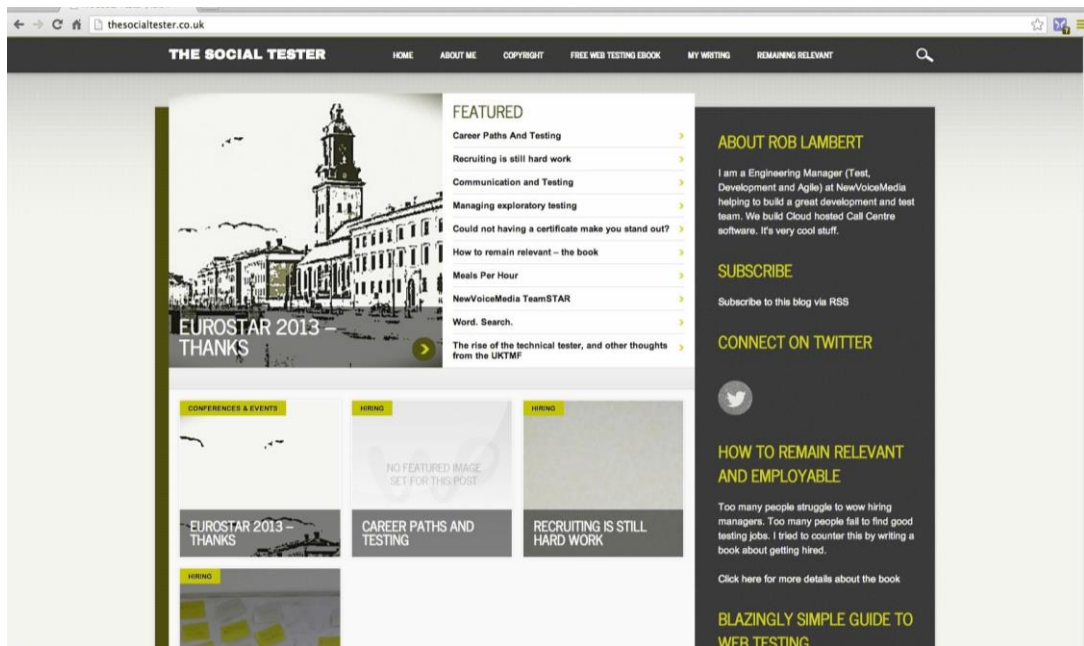 thesocialtester.co.uk
THE SOCIAL TESTER
HOME
ABOUT ME
COPYRIGHT
FREE WEB TESTING EBOOK
MY WRITING
REMAINING RELEVANT
EUROSTAR 2013 –
THANKS
FEATURED
Career Paths And Testing
Recruiting is still hard work
Communication and Testing
Managing exploratory testing
Could not having a certificate make you stand out?
How to remain relevant – the book
Meals Per Hour
NewVoiceMedia TeamSTAR
Word. Search.
The rise of the technical tester, and other thoughts
from the UKTMF
CONFERENCES & EVENTS
EUROSTAR 2013 –
THANKS
HIRING
NO FEATURED IMAGE
SET FOR THIS POST
CAREER PATHS AND
TESTING
HIRING
RECRUITING IS STILL
HARD WORK
HIRING
ABOUT ROB LAMBERT
I am a Engineering Manager (Test,
Development and Agile) at NewVoiceMedia
helping to build a great development and test
team. We build Cloud hosted Call Centre
software. It's very cool stuff.
SUBSCRIBE
Subscribe to this blog via RSS
CONNECT ON TWITTER
HOW TO REMAIN RELEVANT
AND EMPLOYABLE
Too many people struggle to wow hiring
managers. Too many people fail to find good
testing jobs. I tried to counter this by writing a
book about getting hired.
Click here for more details about the book
BLAZINGLY SIMPLE GUIDE TO
WEB TESTING